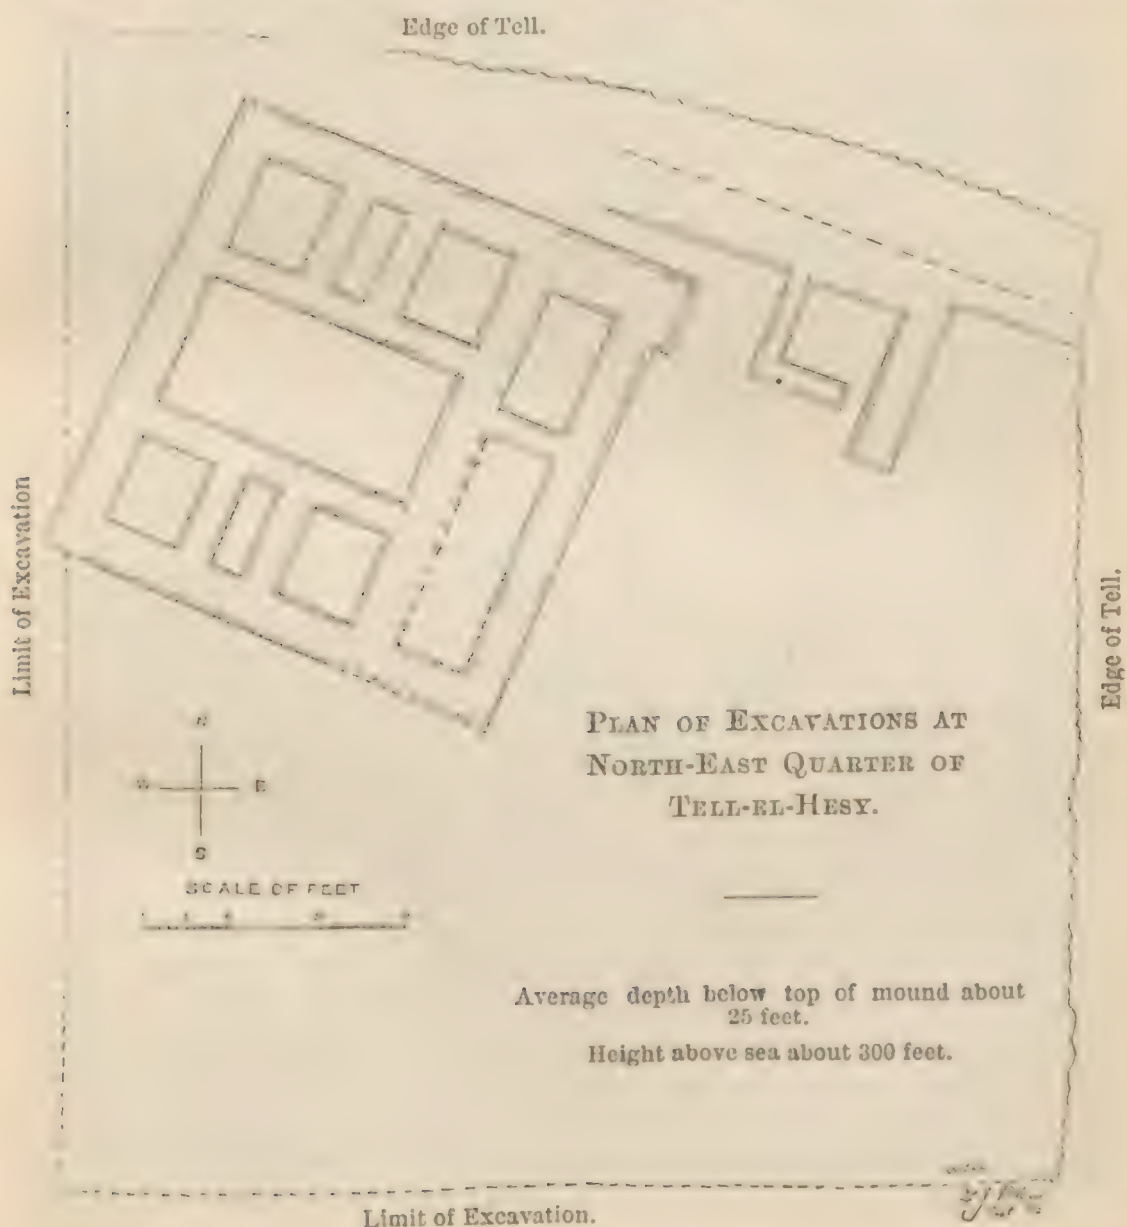 Edge of Tell.
Limit of Excavation
Edge of Tell.
N
W E
S
SCALE OF FEET
PLAN OF EXCAVATIONS AT
NORTH-EAST QUARTER OF
TELL-EL-HESY.
Average depth below top of mound about
25 feet.
Height above sea about 300 feet.
Limit of Excavation.